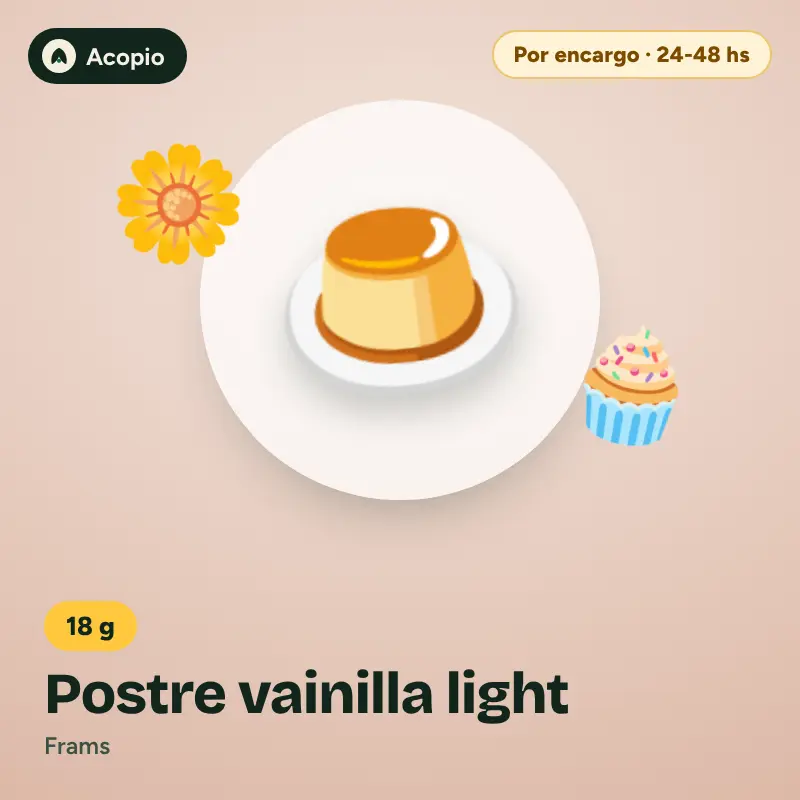 Acopio
Por encargo · 24-48 hs
18 g
Postre vainilla light
Frams